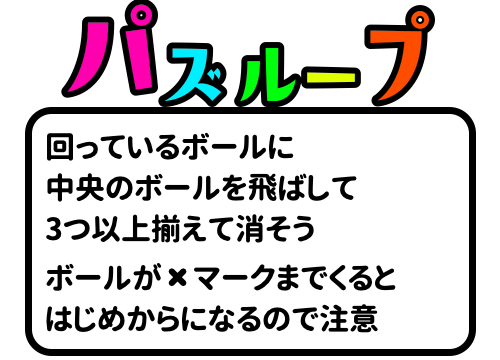 パズループ
回っているボールに
中央のボールを飛ばして
3つ以上揃えて消そう
ボールが×マークまでくると
はじめからになるので注意